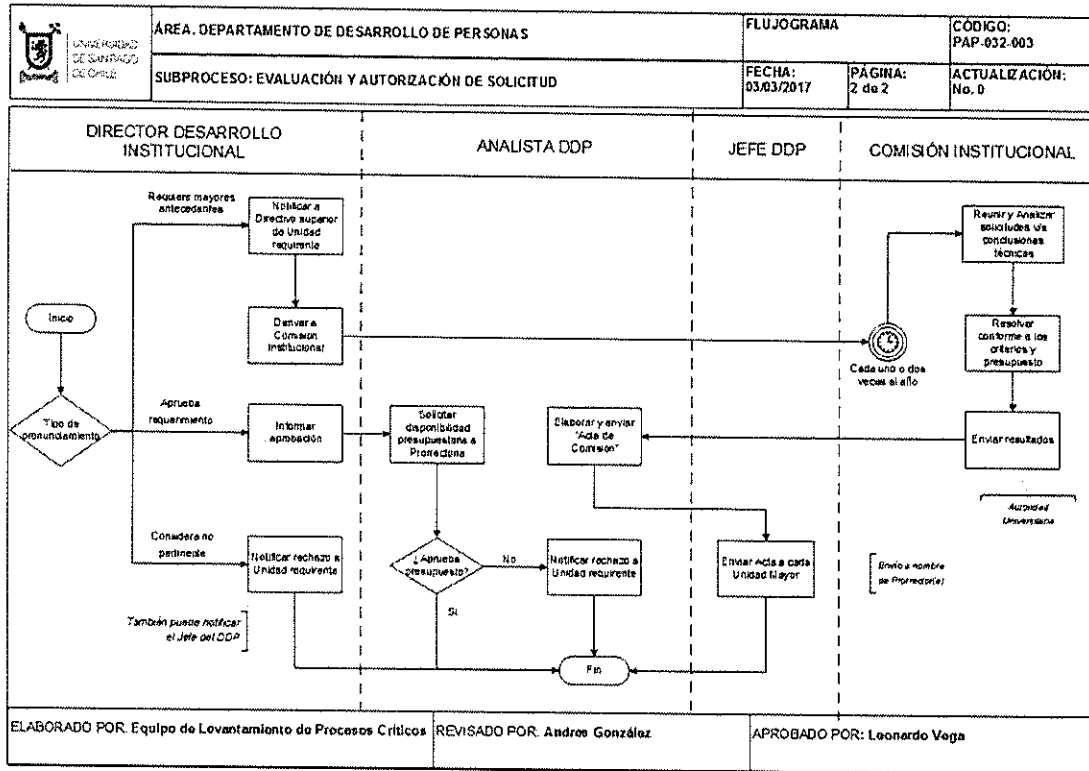 UNIVERSIDAD
DE SANTIAGO
DE CHILE
ÁREA. DEPARTAMENTO DE DESARROLLO DE PERSONAS
FLUJOGRAMA
CÓDIGO:
PAP-032-003
SUBPROCESO: EVALUACIÓN Y AUTORIZACIÓN DE SOLICITUD
FECHA:
03/03/2017
PÁGINA:
2 de 2
ACTUALIZACIÓN:
No. 0
DIRECTOR DESARROLLO
INSTITUCIONAL
ANALISTA DDP
JEFE DDP
COMISIÓN INSTITUCIONAL
Requiere mayores
antecedentes
Notificar a
Directivo superior
de Unidad
requirente
Reunir y Analizar
solicitudes y/o
conclusiones
técnicas
Inicio
Derivar a
Comisión
Institucional
Cada uno o dos
veces al año
Resolver
conforme a los
criterios y
presupuesto
Tipo de
pronunciamiento
Aprueba
requerimiento
Informar
aprobación
Solicitar
disponibilidad
presupuestaria a
Prorrectoría
Elaborar y enviar
"Acta de
Comisión"
Enviar resultados
Autoridad
Universitaria
Considera no
pertinente
Notificar rechazo a
Unidad requirente
¿Aprueba
presupuesto?
No
Notificar rechazo a
Unidad requirente
Enviar Acta a cada
Unidad Mayor
Envío a nombre
de Prorrector(a)
Si
También puede notificar
el Jefe del DDP
Fin
ELABORADO POR: Equipo de Levantamiento de Procesos Críticos
REVISADO POR: Andres González
APROBADO POR: Leonardo Vega